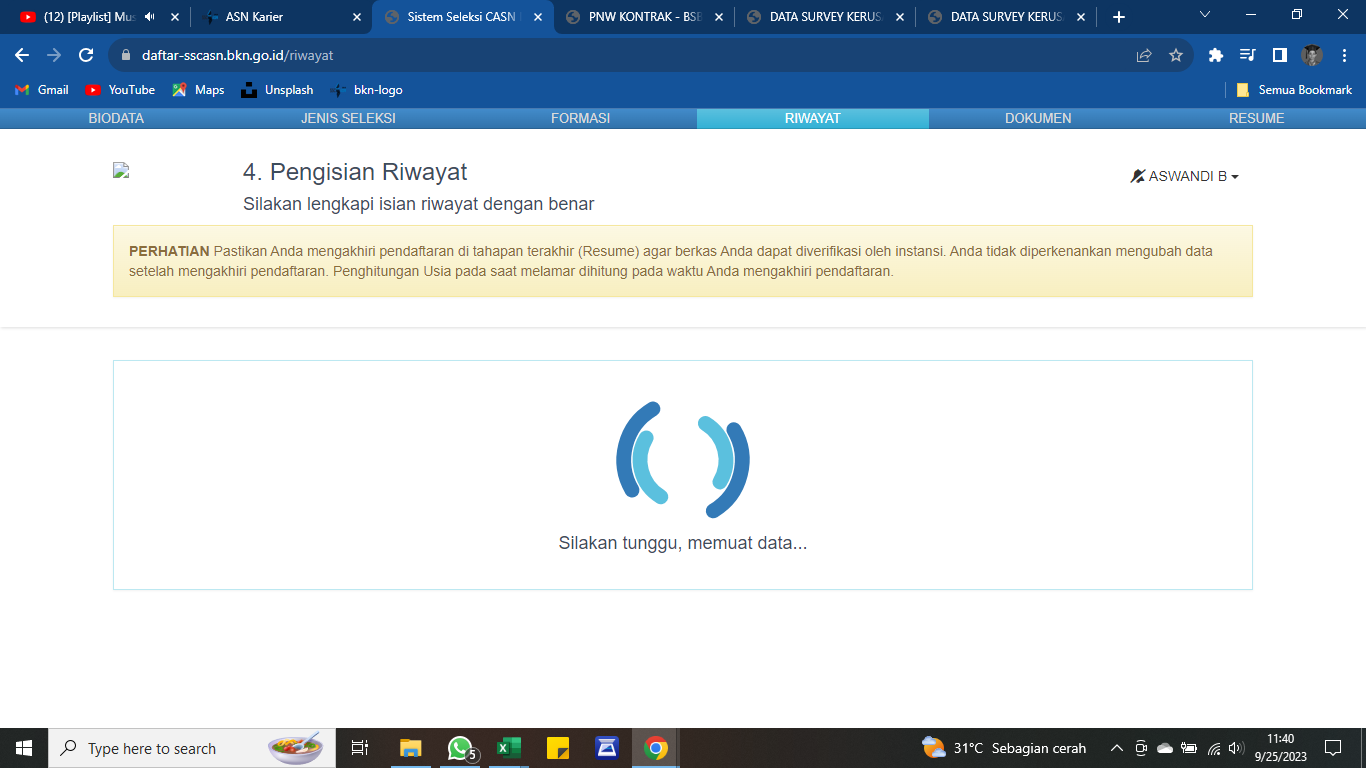 (12) [Playlist] Mus
ASN Karier
Sistem Seleksi CASN
PNW KONTRAK - BSB
DATA SURVEY KERUSA
DATA SURVEY KERUSA
daftar-sscasn.bkn.go.id/riwayat
Gmail
YouTube
Maps
Unsplash
bkn-logo
Semua Bookmark
BIODATA
JENIS SELEKSI
FORMASI
RIWAYAT
DOKUMEN
RESUME
4. Pengisian Riwayat
ASWANDI B
Silakan lengkapi isian riwayat dengan benar
PERHATIAN Pastikan Anda mengakhiri pendaftaran di tahapan terakhir (Resume) agar berkas Anda dapat diverifikasi oleh instansi. Anda tidak diperkenankan mengubah data
setelah mengakhiri pendaftaran. Penghitungan Usia pada saat melamar dihitung pada waktu Anda mengakhiri pendaftaran.
Silakan tunggu, memuat data...
Type here to search
5
31°C Sebagian cerah
11:40
9/25/2023